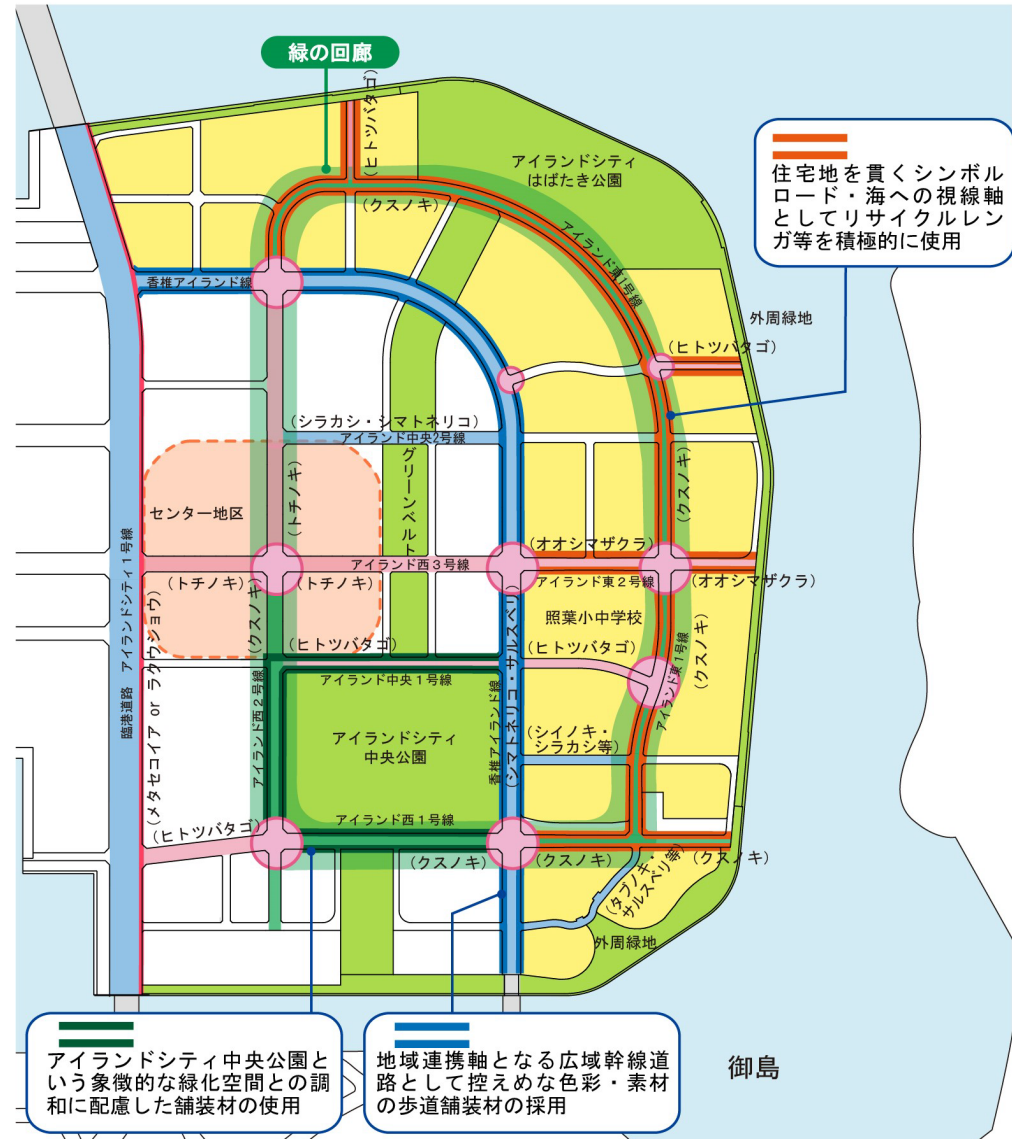 緑の回廊
(ヒトツバタゴ)
アイランドシティ
はばたき公園
住宅地を貫くシンボル
ロード・海への視線軸
としてリサイクルレン
ガ等を積極的に使用
(クスノキ)
アイランド東1号線
香椎アイランド線
外周緑地
(ヒトツバタゴ)
(シラカシ・シマトネリコ)
アイランド中央2号線
グリーンベルト
(トチノキ)
(クスノキ)
センター地区
臨港道路 アイランドシティ1号線
(オオシマザクラ)
アイランド西3号線
アイランド東2号線
(トチノキ)
(トチノキ)
(オオシマザクラ)
(メタセコイア or ラクウショウ)
(クスノキ)
照葉小中学校
(ヒトツバタゴ)
(ヒトツバタゴ)
アイランド中央1号線
アイランド西2号線
香椎アイランド線
(シマトネリコ・サルスベリ)
アイランド東1号線
(クスノキ)
アイランドシティ
中央公園
(シイノキ・
シラカシ等)
アイランド西1号線
(ヒトツバタゴ)
(クスノキ)
(クスノキ)
(クスノキ)
(タブノキ・
サルスベリ等)
外周緑地
アイランドシティ中央公園と
いう象徴的な緑化空間との調
和に配慮した舗装材の使用
地域連携軸となる広域幹線道
路として控えめな色彩・素材
の歩道舗装材の採用
御島